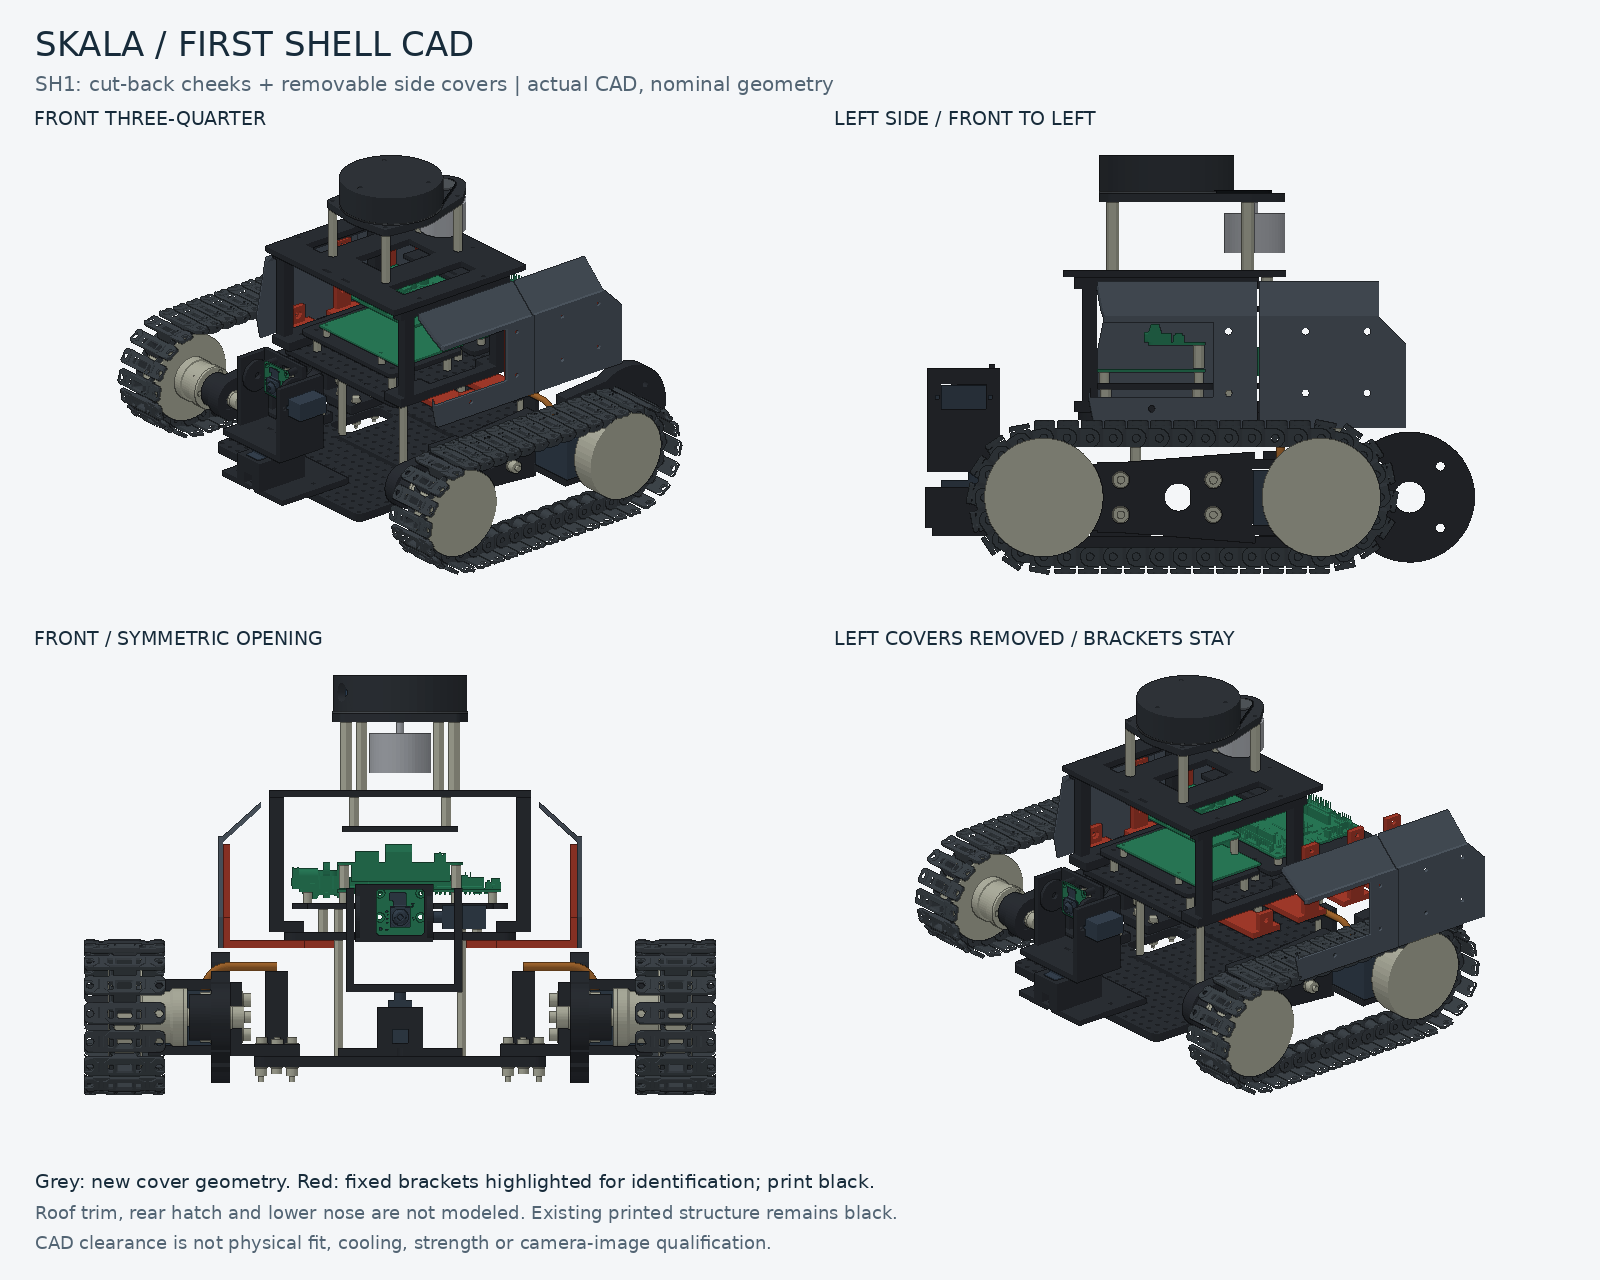 SKALA / FIRST SHELL CAD
SH1: cut-back cheeks + removable side covers | actual CAD, nominal geometry
FRONT THREE-QUARTER
LEFT SIDE / FRONT TO LEFT
FRONT / SYMMETRIC OPENING
LEFT COVERS REMOVED / BRACKETS STAY
Grey: new cover geometry. Red: fixed brackets highlighted for identification; print black.
Roof trim, rear hatch and lower nose are not modeled. Existing printed structure remains black.
CAD clearance is not physical fit, cooling, strength or camera-image qualification.